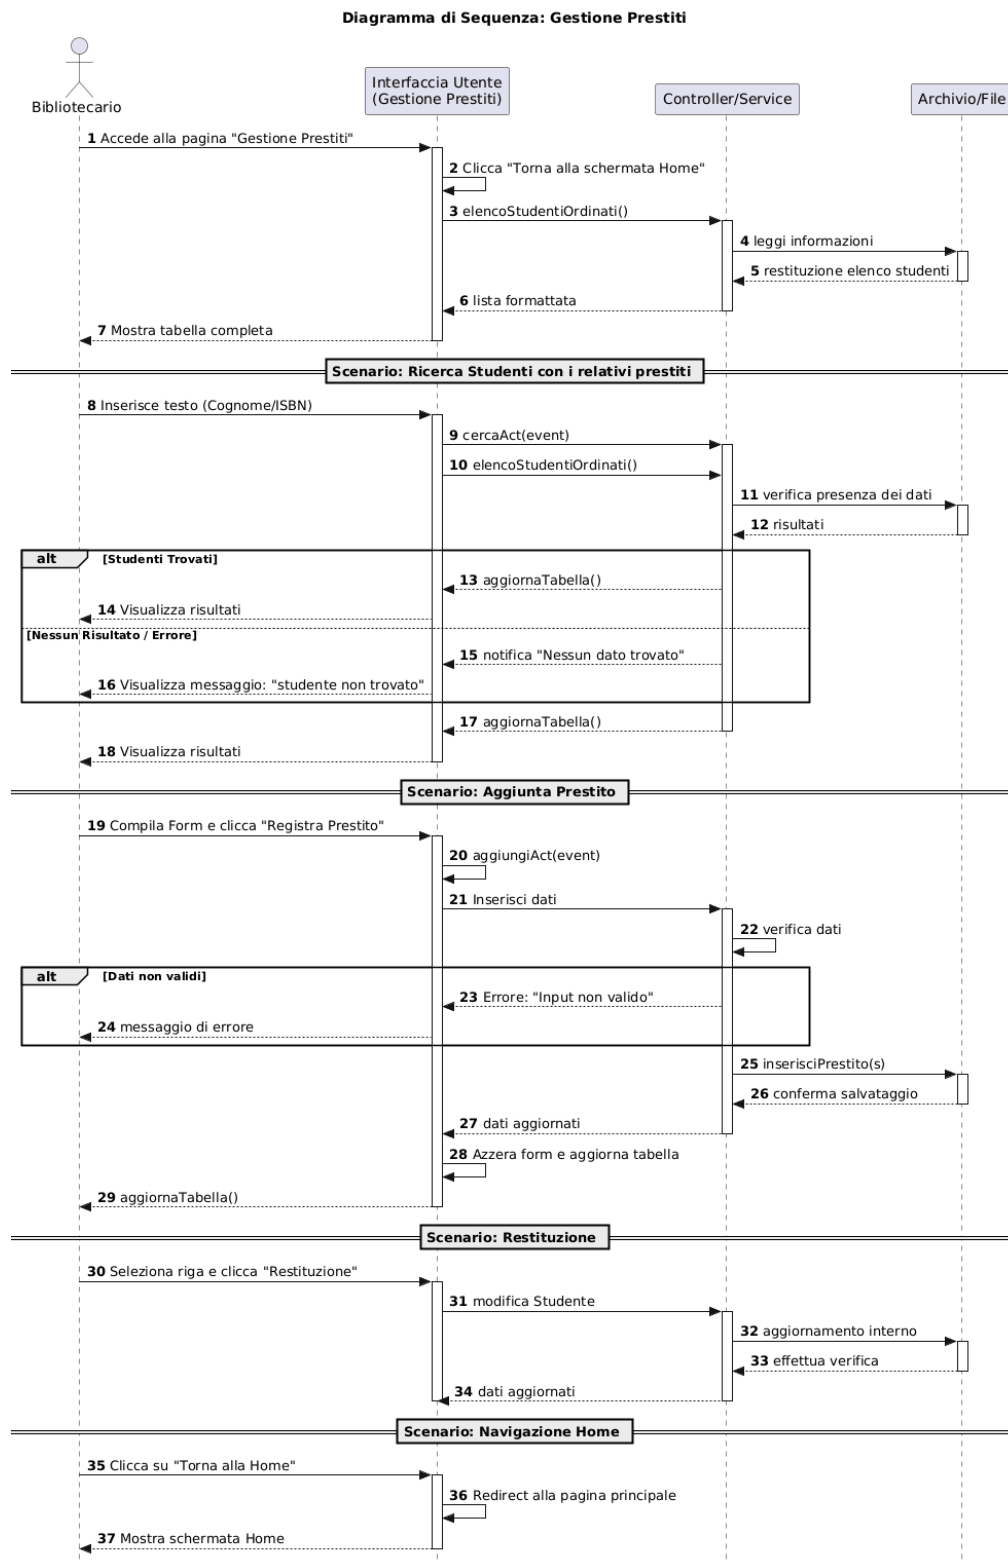 Diagramma di Sequenza: Gestione Prestiti
Bibliotecario
Interfaccia Utente
(Gestione Prestiti)
Controller/Service
Archivio/File
1 Accede alla pagina "Gestione Prestiti"
2 Clicca "Torna alla schermata Home"
3 elencoStudentiOrdinati()
4 leggi informazioni
5 restituzione elenco studenti
6 lista formattata
7 Mostra tabella completa
Scenario: Ricerca Studenti con i relativi prestiti
8 Inserisce testo (Cognome/ISBN)
9 cercaAct(event)
10 elencoStudentiOrdinati()
11 verifica presenza dei dati
12 risultati
alt [Studenti Trovati]
13 aggiornaTabella()
14 Visualizza risultati
[Nessun Risultato / Errore]
15 notifica "Nessun dato trovato"
16 Visualizza messaggio: "studente non trovato"
17 aggiornaTabella()
18 Visualizza risultati
Scenario: Aggiunta Prestito
19 Compila Form e clicca "Registra Prestito"
20 aggiungiAct(event)
21 Inserisci dati
22 verifica dati
alt [Dati non validi]
23 Errore: "Input non valido"
24 messaggio di errore
25 inserisciPrestito(s)
26 conferma salvataggio
27 dati aggiornati
28 Azzera form e aggiorna tabella
29 aggiornaTabella()
Scenario: Restituzione
30 Seleziona riga e clicca "Restituzione"
31 modifica Studente
32 aggiornamento interno
33 effettua verifica
34 dati aggiornati
Scenario: Navigazione Home
35 Clicca su "Torna alla Home"
36 Redirect alla pagina principale
37 Mostra schermata Home